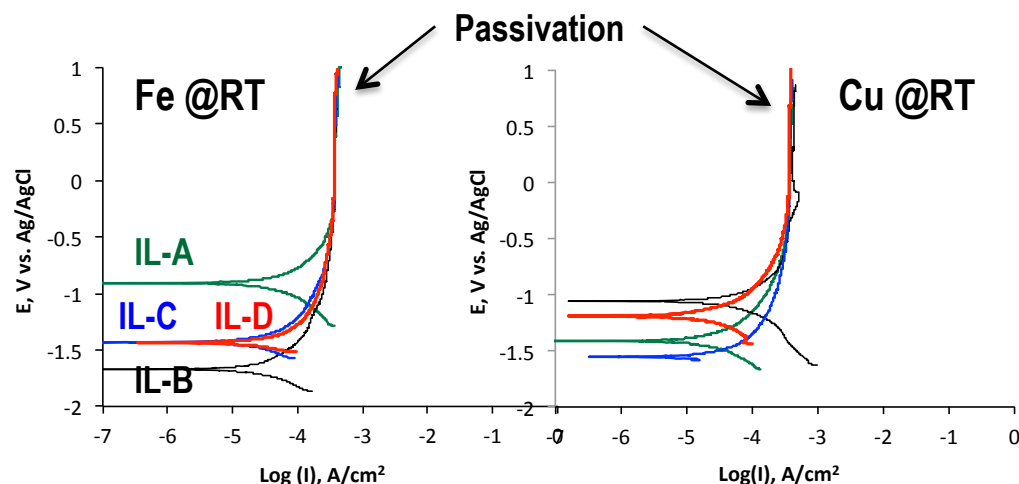 Passivation
Fe @RT
Cu @RT
E, V vs. Ag/AgCl
1
0.5
0
-0.5
-1
-1.5
-2
IL-A
IL-C
IL-D
IL-B
-7 -6 -5 -4 -3 -2 -1 0
Log (I), A/cm²
E, V vs. Ag/AgCl
1
0.5
0
-0.5
-1
-1.5
-2
-7 -6 -5 -4 -3 -2 -1 0
Log(I), A/cm²